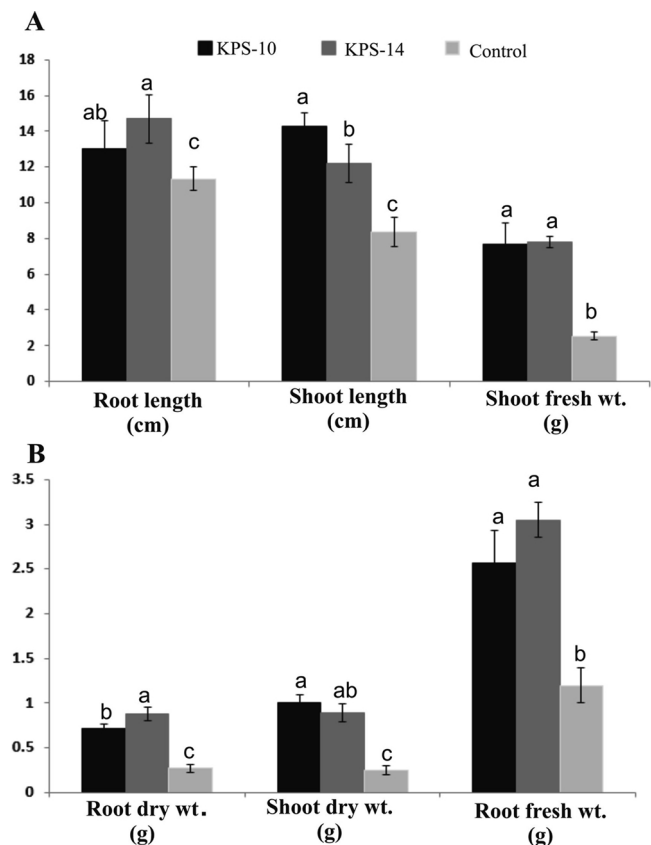 A
KPS-10 KPS-14 Control
18
16
14
12
10
8
6
4
2
0
ab a c
a b c
a a b
Root length
(cm)
Shoot length
(cm)
Shoot fresh wt.
(g)
B
3.5
3
2.5
2
1.5
1
0.5
0
b a c
a ab c
a a b
Root dry wt.
(g)
Shoot dry wt.
(g)
Root fresh wt.
(g)